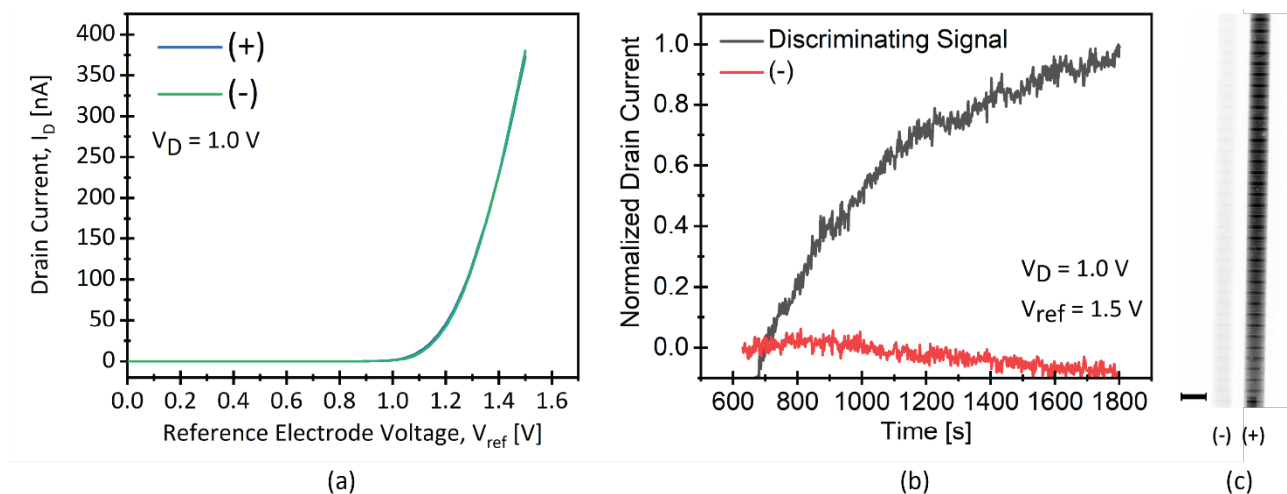 400
350
300
250
200
150
100
50
0
Drain Current, I_D [nA]
(+)
(-)
V_D = 1.0 V
0.0 0.2 0.4 0.6 0.8 1.0 1.2 1.4 1.6
Reference Electrode Voltage, V_ref [V]
(a)
1.0
0.8
0.6
0.4
0.2
0.0
Normalized Drain Current
Discriminating Signal
(-)
V_D = 1.0 V
V_ref = 1.5 V
600 800 1000 1200 1400 1600 1800
Time [s]
(b)
(-) (+)
(c)